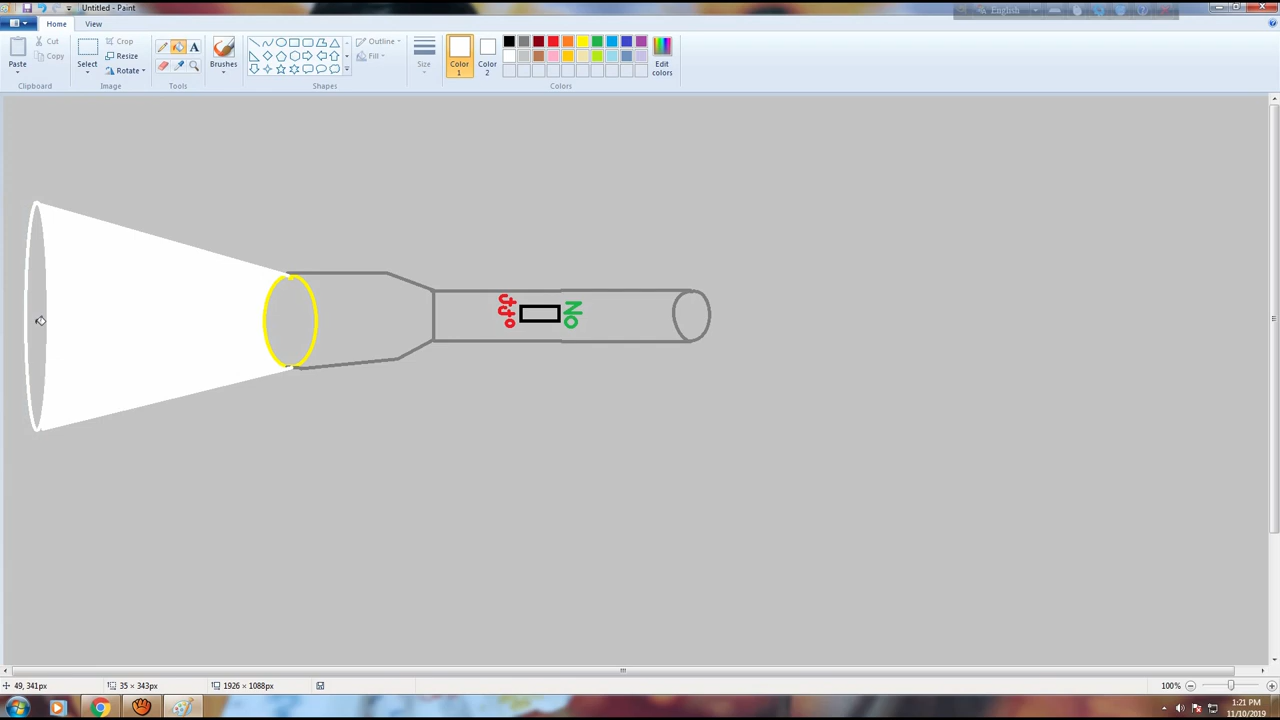 Untitled - Paint
English
Home
View
Paste
Cut
Copy
Clipboard
Select
Crop
Resize
Rotate
Image
A
Tools
Brushes
Outline
Fill
Shapes
Size
Color 1
Color 2
Edit colors
Colors
49, 341px
35 × 343px
1926 × 1088px
100%
1:21 PM
11/10/2019